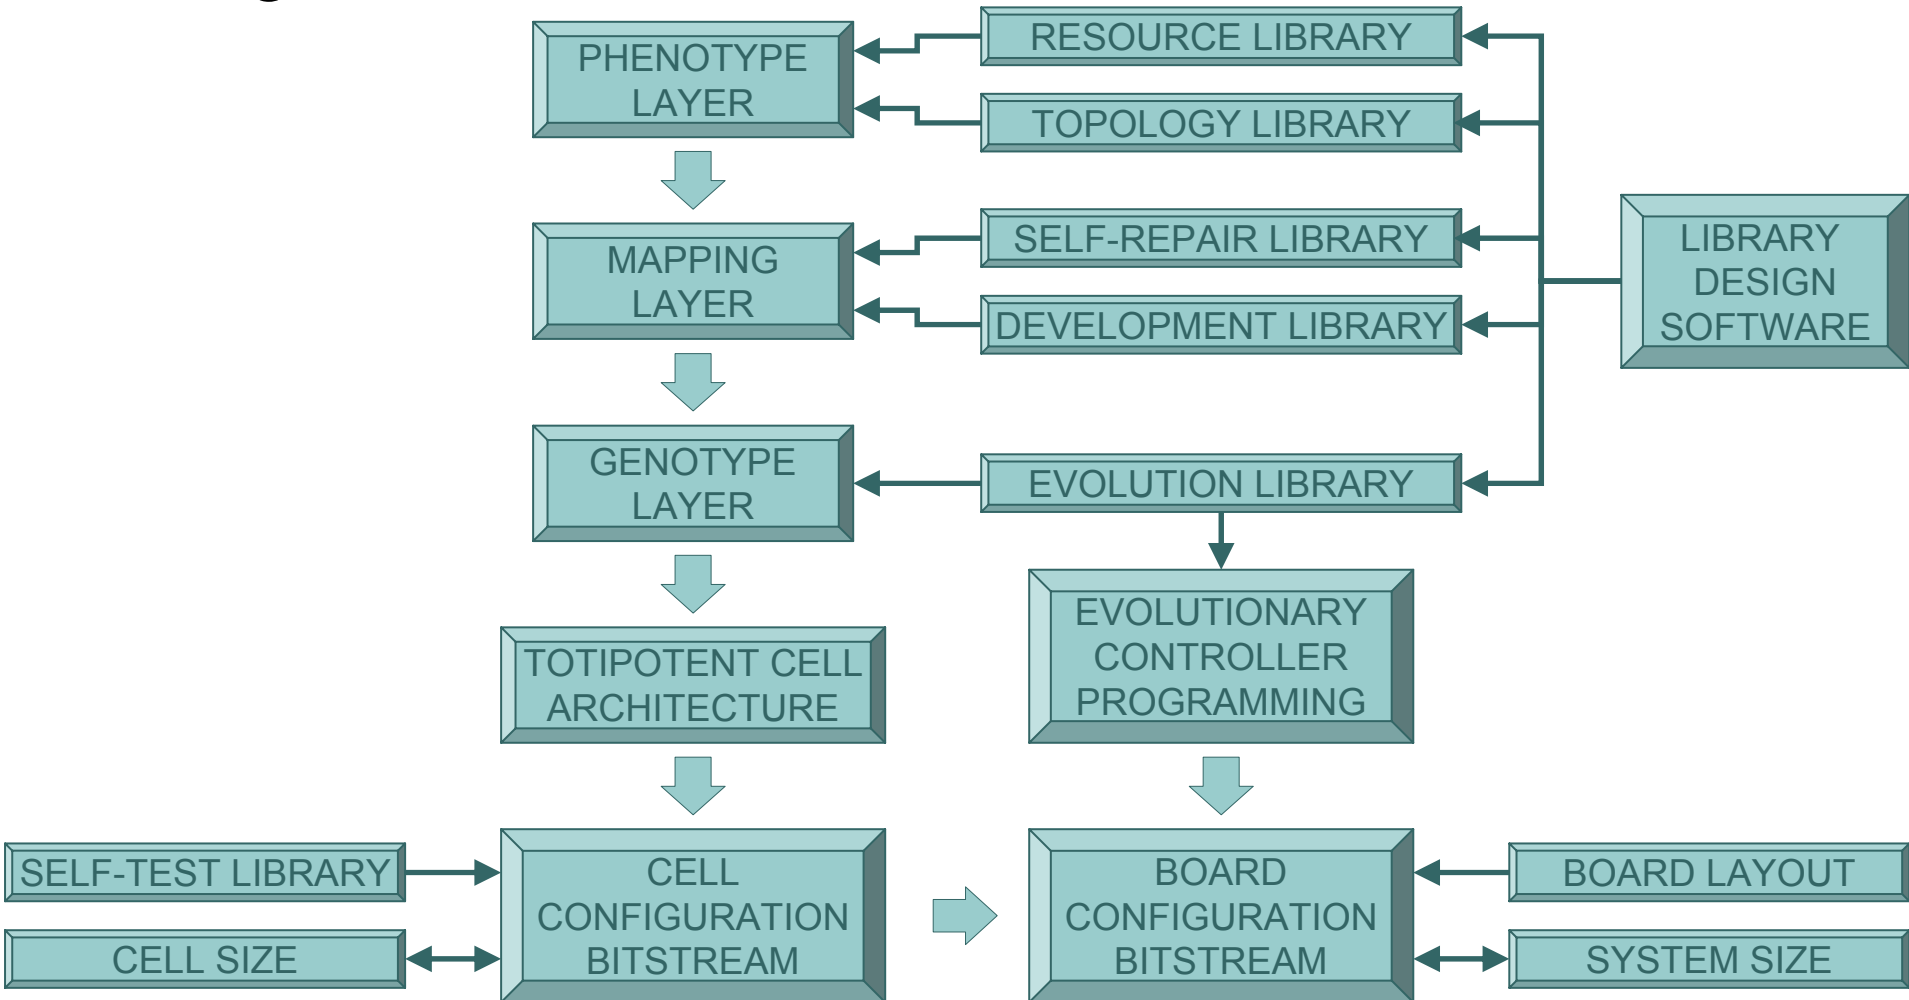 PHENOTYPE
LAYER
RESOURCE LIBRARY
TOPOLOGY LIBRARY
MAPPING
LAYER
SELF-REPAIR LIBRARY
DEVELOPMENT LIBRARY
LIBRARY
DESIGN
SOFTWARE
GENOTYPE
LAYER
EVOLUTION LIBRARY
TOTIPOTENT CELL
ARCHITECTURE
EVOLUTIONARY
CONTROLLER
PROGRAMMING
SELF-TEST LIBRARY
CELL SIZE
CELL
CONFIGURATION
BITSTREAM
BOARD
CONFIGURATION
BITSTREAM
BOARD LAYOUT
SYSTEM SIZE